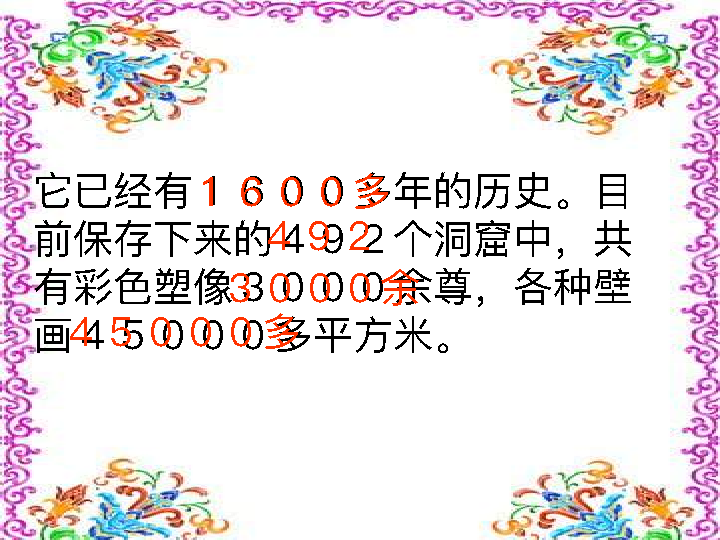 它已经有１６００多年的历史。目
前保存下来的４９２个洞窟中，共
有彩色塑像３０００余尊，各种壁
画４５０００多平方米。